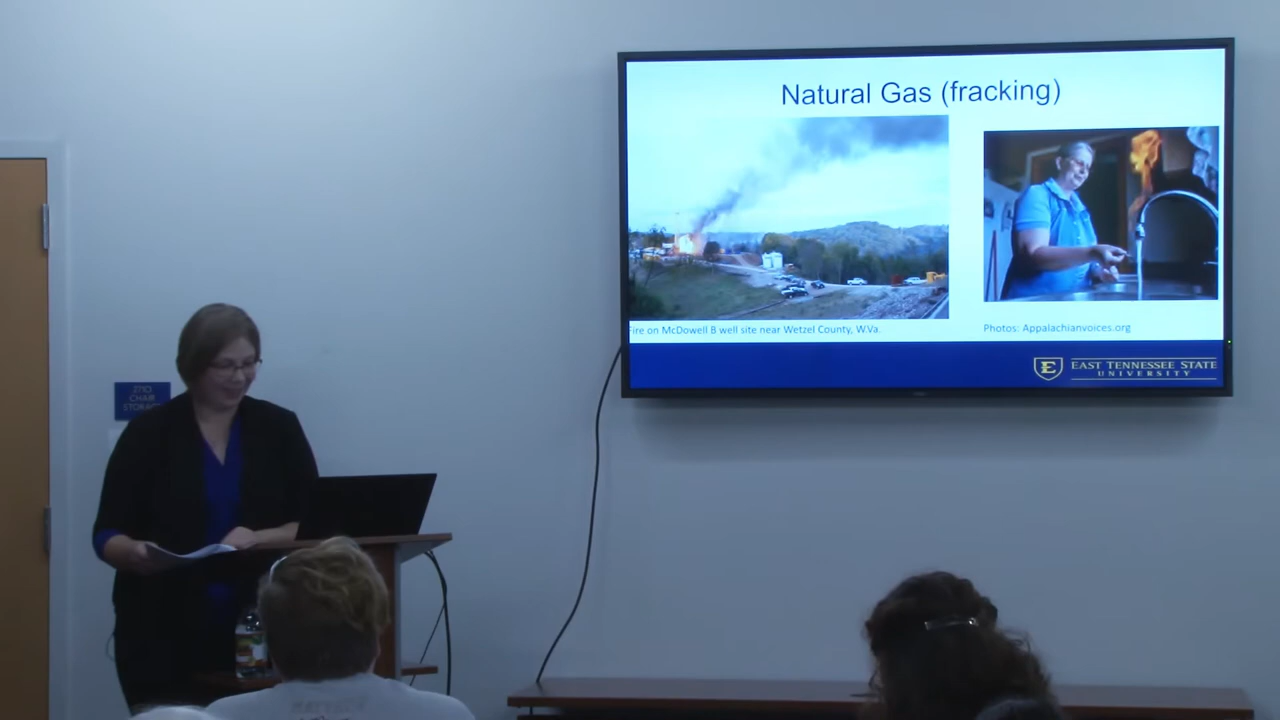 Natural Gas (fracking)
Fire on McDowell B well site near Wetzel County, W.Va.
Photos: Appalachianvoices.org
E
EAST TENNESSEE STATE
UNIVERSITY
CHAIR
STORAGE